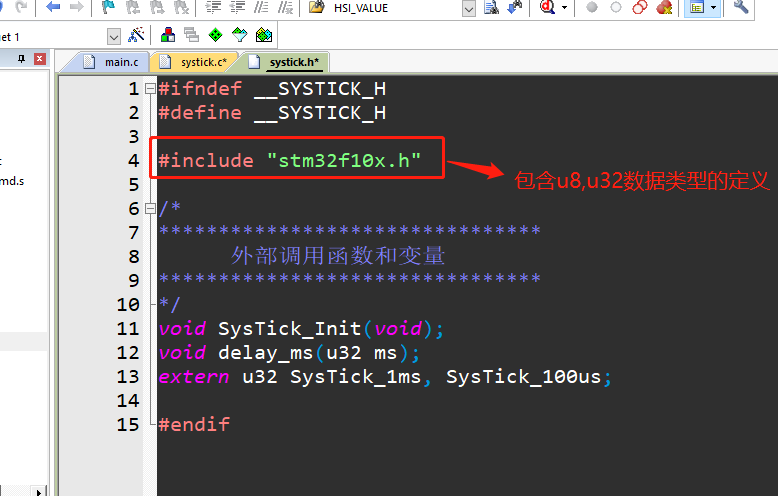 HSI_VALUE
et 1
main.c
systick.c*
systick.h*
1 #ifndef __SYSTICK_H
2 #define __SYSTICK_H
3
4 #include "stm32f10x.h"
包含u8,u32数据类型的定义
md.s
5
6 /*
7 ********************************
8 外部调用函数和变量
9 ********************************
10 */
11 void SysTick_Init(void);
12 void delay_ms(u32 ms);
13 extern u32 SysTick_1ms, SysTick_100us;
14
15 #endif